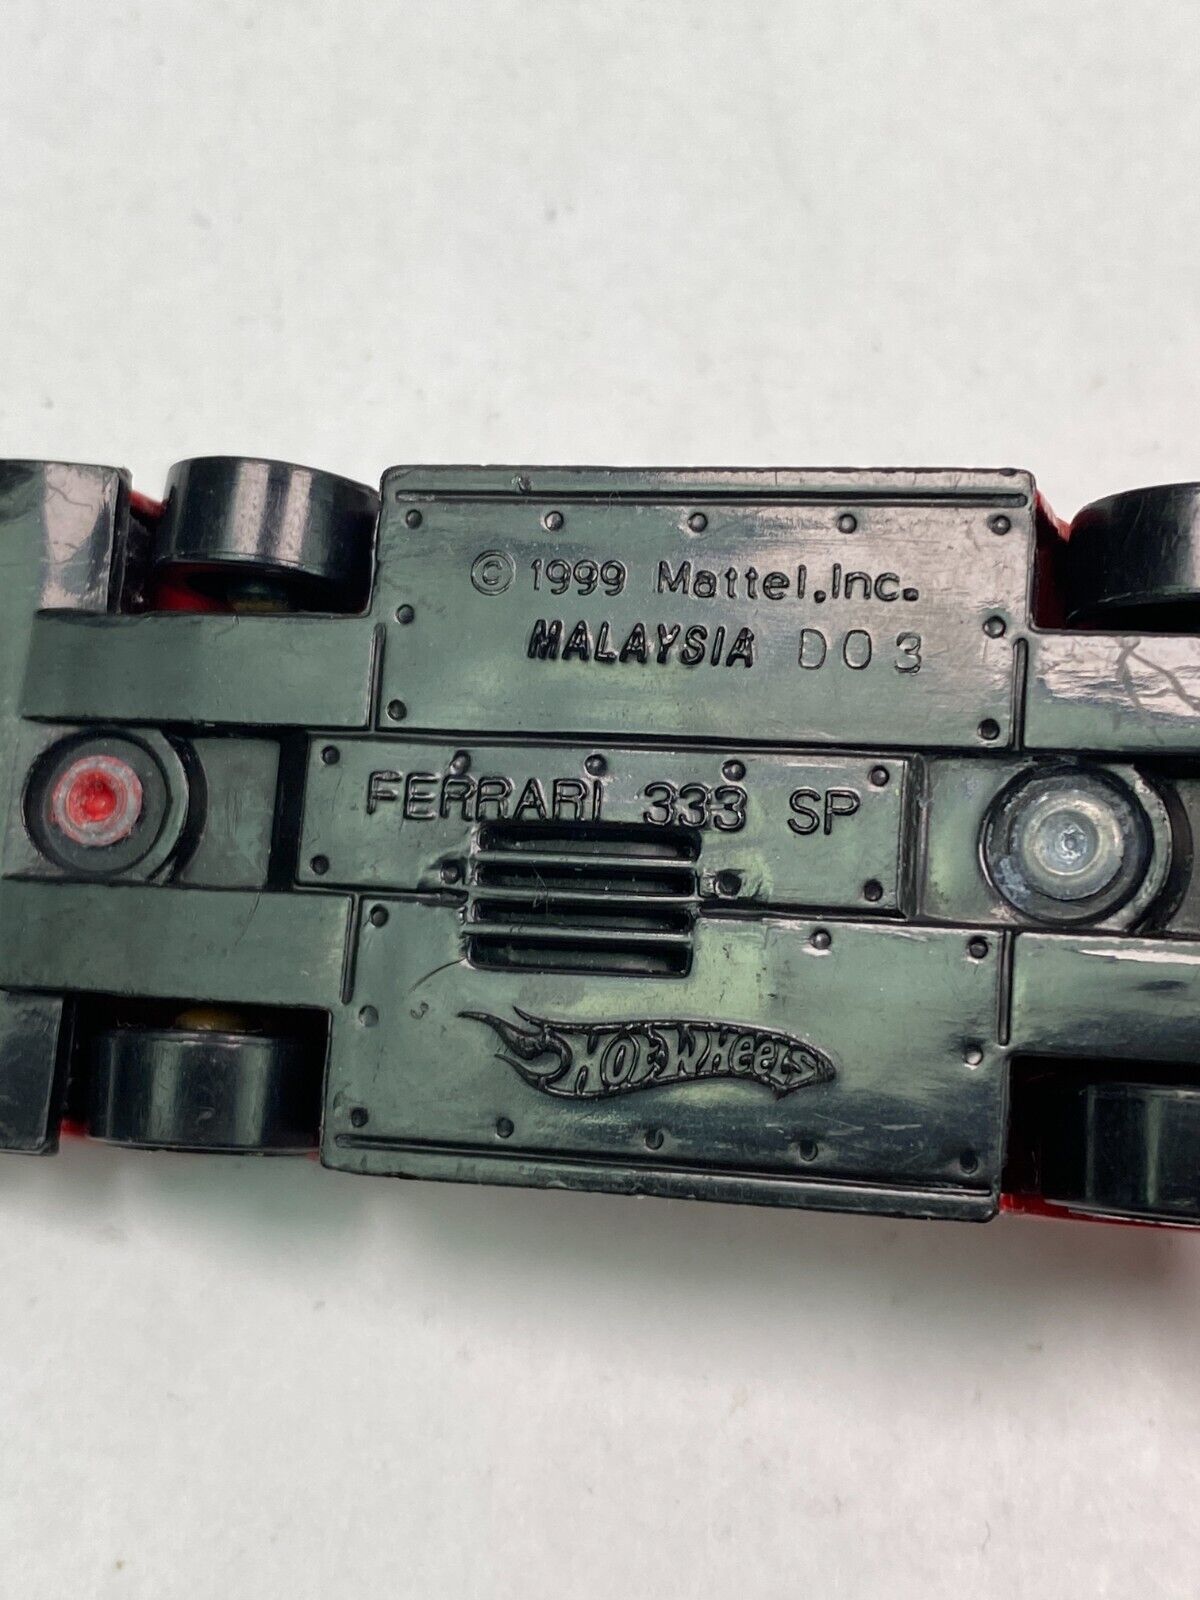 © 1999 Mattel, Inc.
MALAYSIA D03
FERRARI 333 SP
HOT WHEELS